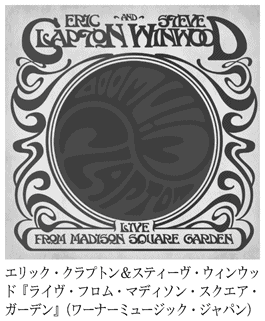 ERIC -AND- STEVE
CLAPTON WINWOOD
WINWOOD
CLAPTON
LIVE
FROM MADISON SQUARE GARDEN
エリック・クラプトン＆スティーヴ・ウィンウッ
ド『ライヴ・フロム・マディソン・スクエア・
ガーデン』（ワーナーミュージック・ジャパン）